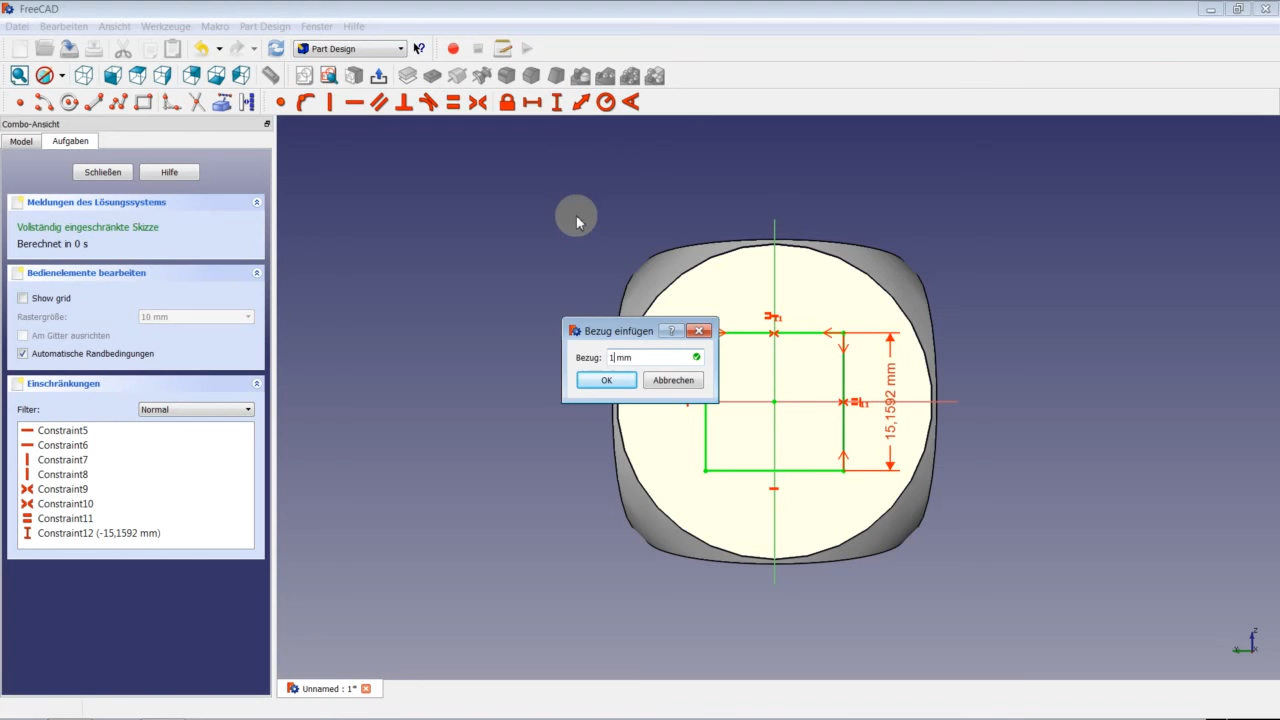 FreeCAD
Datei Bearbeiten Ansicht Werkzeuge Makro Part Design Fenster Hilfe
Part Design
Combo-Ansicht
Model Aufgaben
Schließen Hilfe
Meldungen des Lösungssystems
Vollständig eingeschränkte Skizze
Berechnet in 0 s
Bedienelemente bearbeiten
Show grid
Rastergröße: 10 mm
Am Gitter ausrichten
Automatische Randbedingungen
Einschränkungen
Filter: Normal
Constraint5
Constraint6
Constraint7
Constraint8
Constraint9
Constraint10
Constraint11
Constraint12 (-15,1592 mm)
Bezug einfügen
Bezug: 1 mm
OK Abbrechen
15,1592 mm
Unnamed : 1*